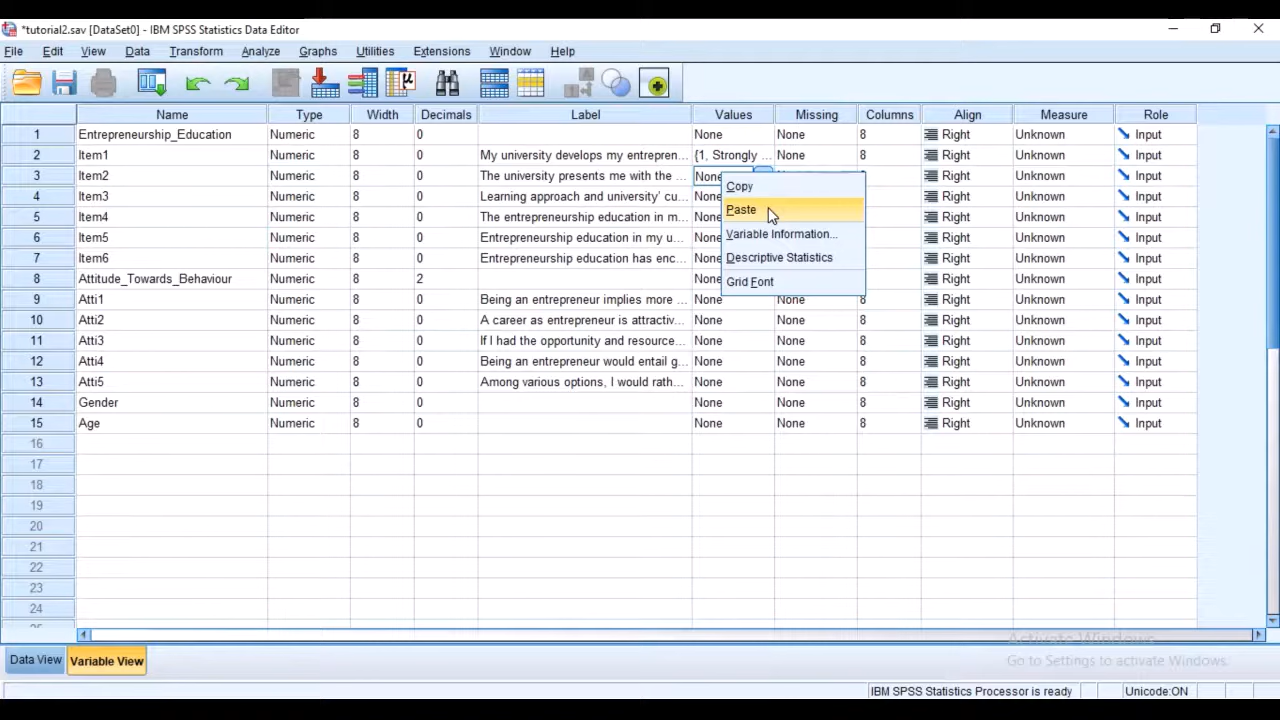 *tutorial2.sav [DataSet0] - IBM SPSS Statistics Data Editor
File Edit View Data Transform Analyze Graphs Utilities Extensions Window Help
Name Type Width Decimals Label Values Missing Columns Align Measure Role
1 Entrepreneurship_Education Numeric 8 0 None None 8 Right Unknown Input
2 Item1 Numeric 8 0 My university develops my entrepren... {1, Strongly ... None 8 Right Unknown Input
3 Item2 Numeric 8 0 The university presents me with the ... None Right Unknown Input
4 Item3 Numeric 8 0 Learning approach and university' cu... None Right Unknown Input
5 Item4 Numeric 8 0 The entrepreneurship education in m... None Right Unknown Input
6 Item5 Numeric 8 0 Entrepreneurship education in my u... None Right Unknown Input
7 Item6 Numeric 8 0 Entrepreneurship education has enc... None Right Unknown Input
8 Attitude_Towards_Behaviour Numeric 8 2 None Right Unknown Input
9 Atti1 Numeric 8 0 Being an entrepreneur implies more ... None None 8 Right Unknown Input
10 Atti2 Numeric 8 0 A career as entrepreneur is attractiv... None None 8 Right Unknown Input
11 Atti3 Numeric 8 0 If I had the opportunity and resource... None None 8 Right Unknown Input
12 Atti4 Numeric 8 0 Being an entrepreneur would entail g... None None 8 Right Unknown Input
13 Atti5 Numeric 8 0 Among various options, I would rath... None None 8 Right Unknown Input
14 Gender Numeric 8 0 None None 8 Right Unknown Input
15 Age Numeric 8 0 None None 8 Right Unknown Input
16
17
18
19
20
21
22
23
24
Copy
Paste
Variable Information...
Descriptive Statistics
Grid Font
Data View Variable View
Activate Windows
Go to Settings to activate Windows.
IBM SPSS Statistics Processor is ready Unicode:ON